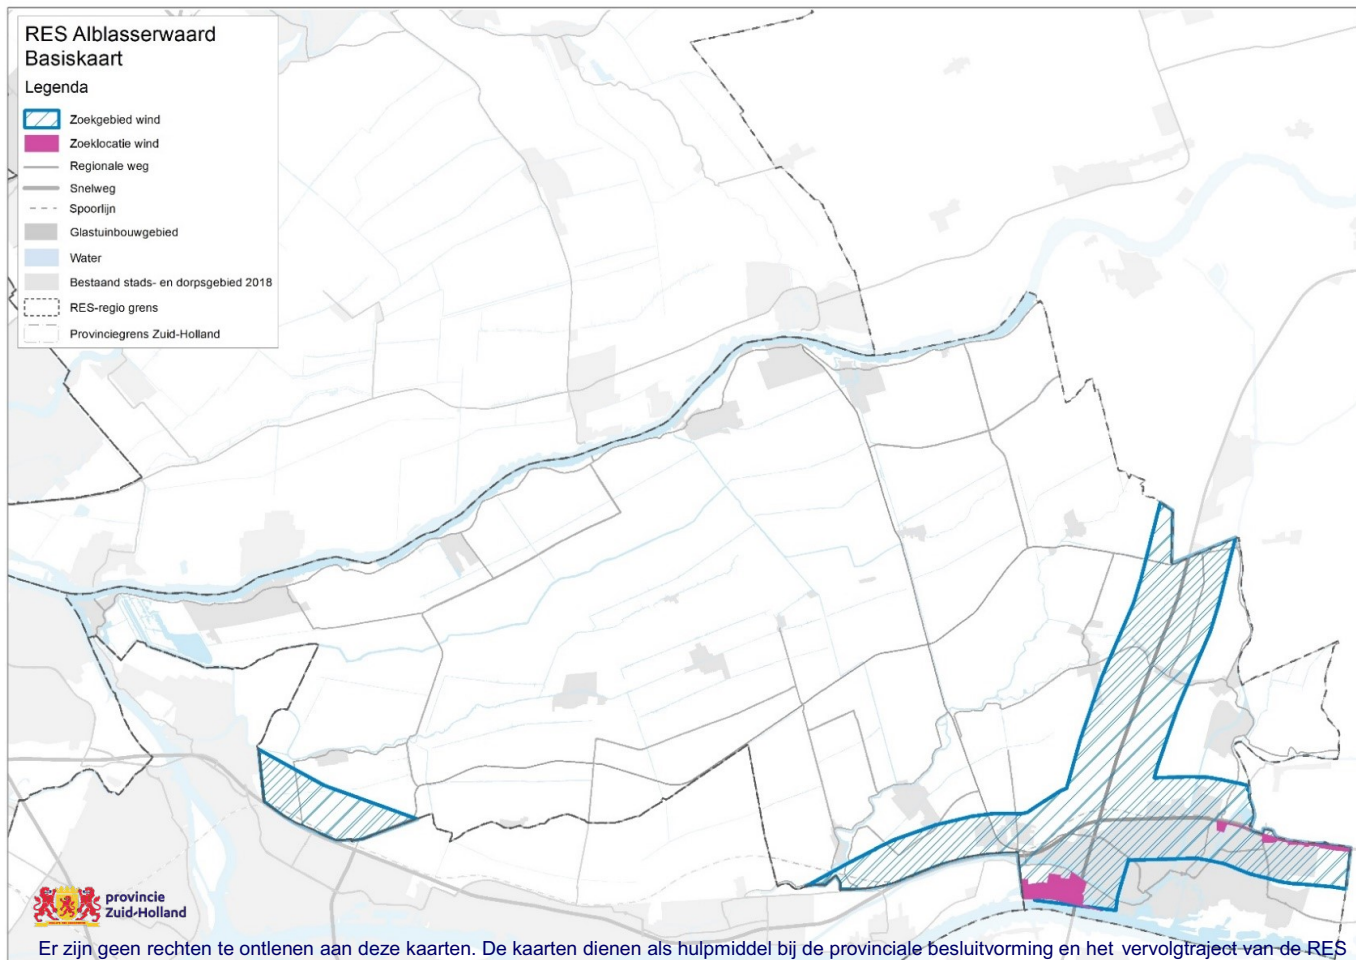 RES Alblasserwaard
Basiskaart
Legenda
Zoekgebied wind
Zoeklocatie wind
Regionale weg
Snelweg
Spoorlijn
Glastuinbouwgebied
Water
Bestaand stads- en dorpsgebied 2018
RES-regio grens
Provinciegrens Zuid-Holland
provincie
Zuid-Holland
Er zijn geen rechten te ontlenen aan deze kaarten. De kaarten dienen als hulpmiddel bij de provinciale besluitvorming en het vervolgtraject van de RES